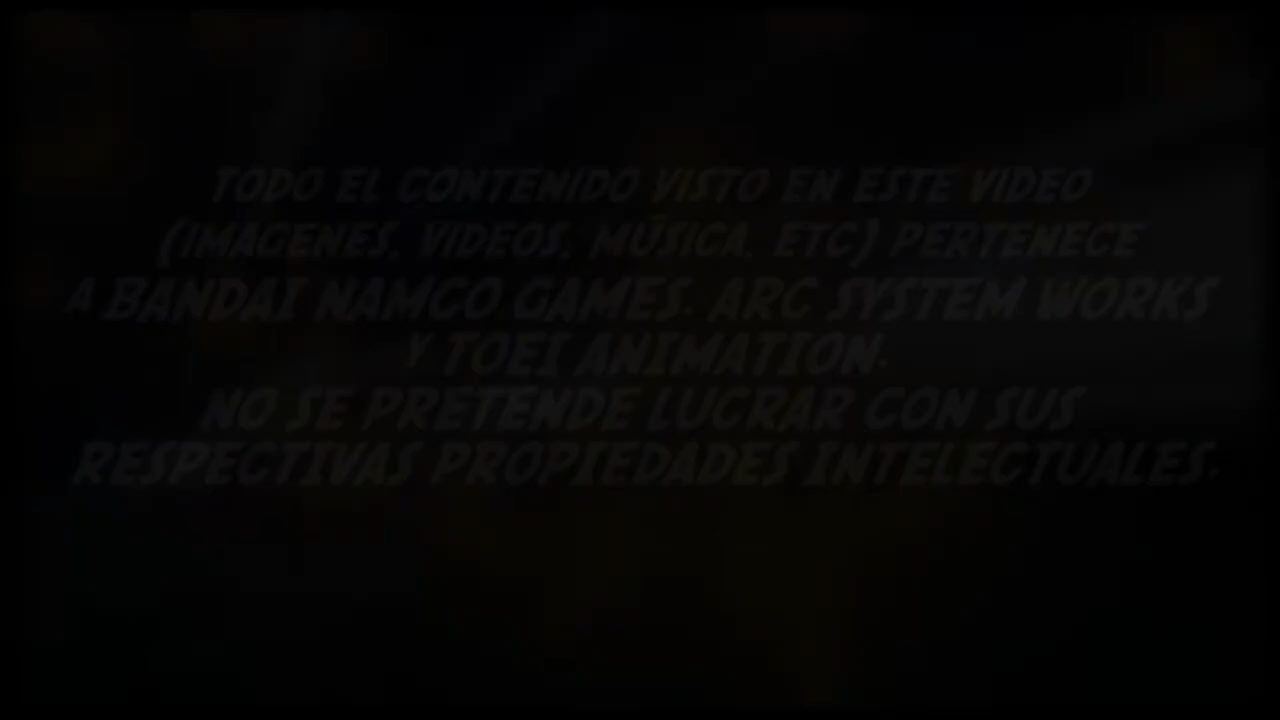 TODO EL CONTENIDO VISTO EN ESTE VIDEO
(IMAGENES, VIDEOS, MÚSICA, ETC) PERTENECE
A BANDAI NAMCO GAMES. ARC SYSTEM WORKS
Y TOEI ANIMATION.
NO SE PRETENDE LUCRAR CON SUS
RESPECTIVAS PROPIEDADES INTELECTUALES.